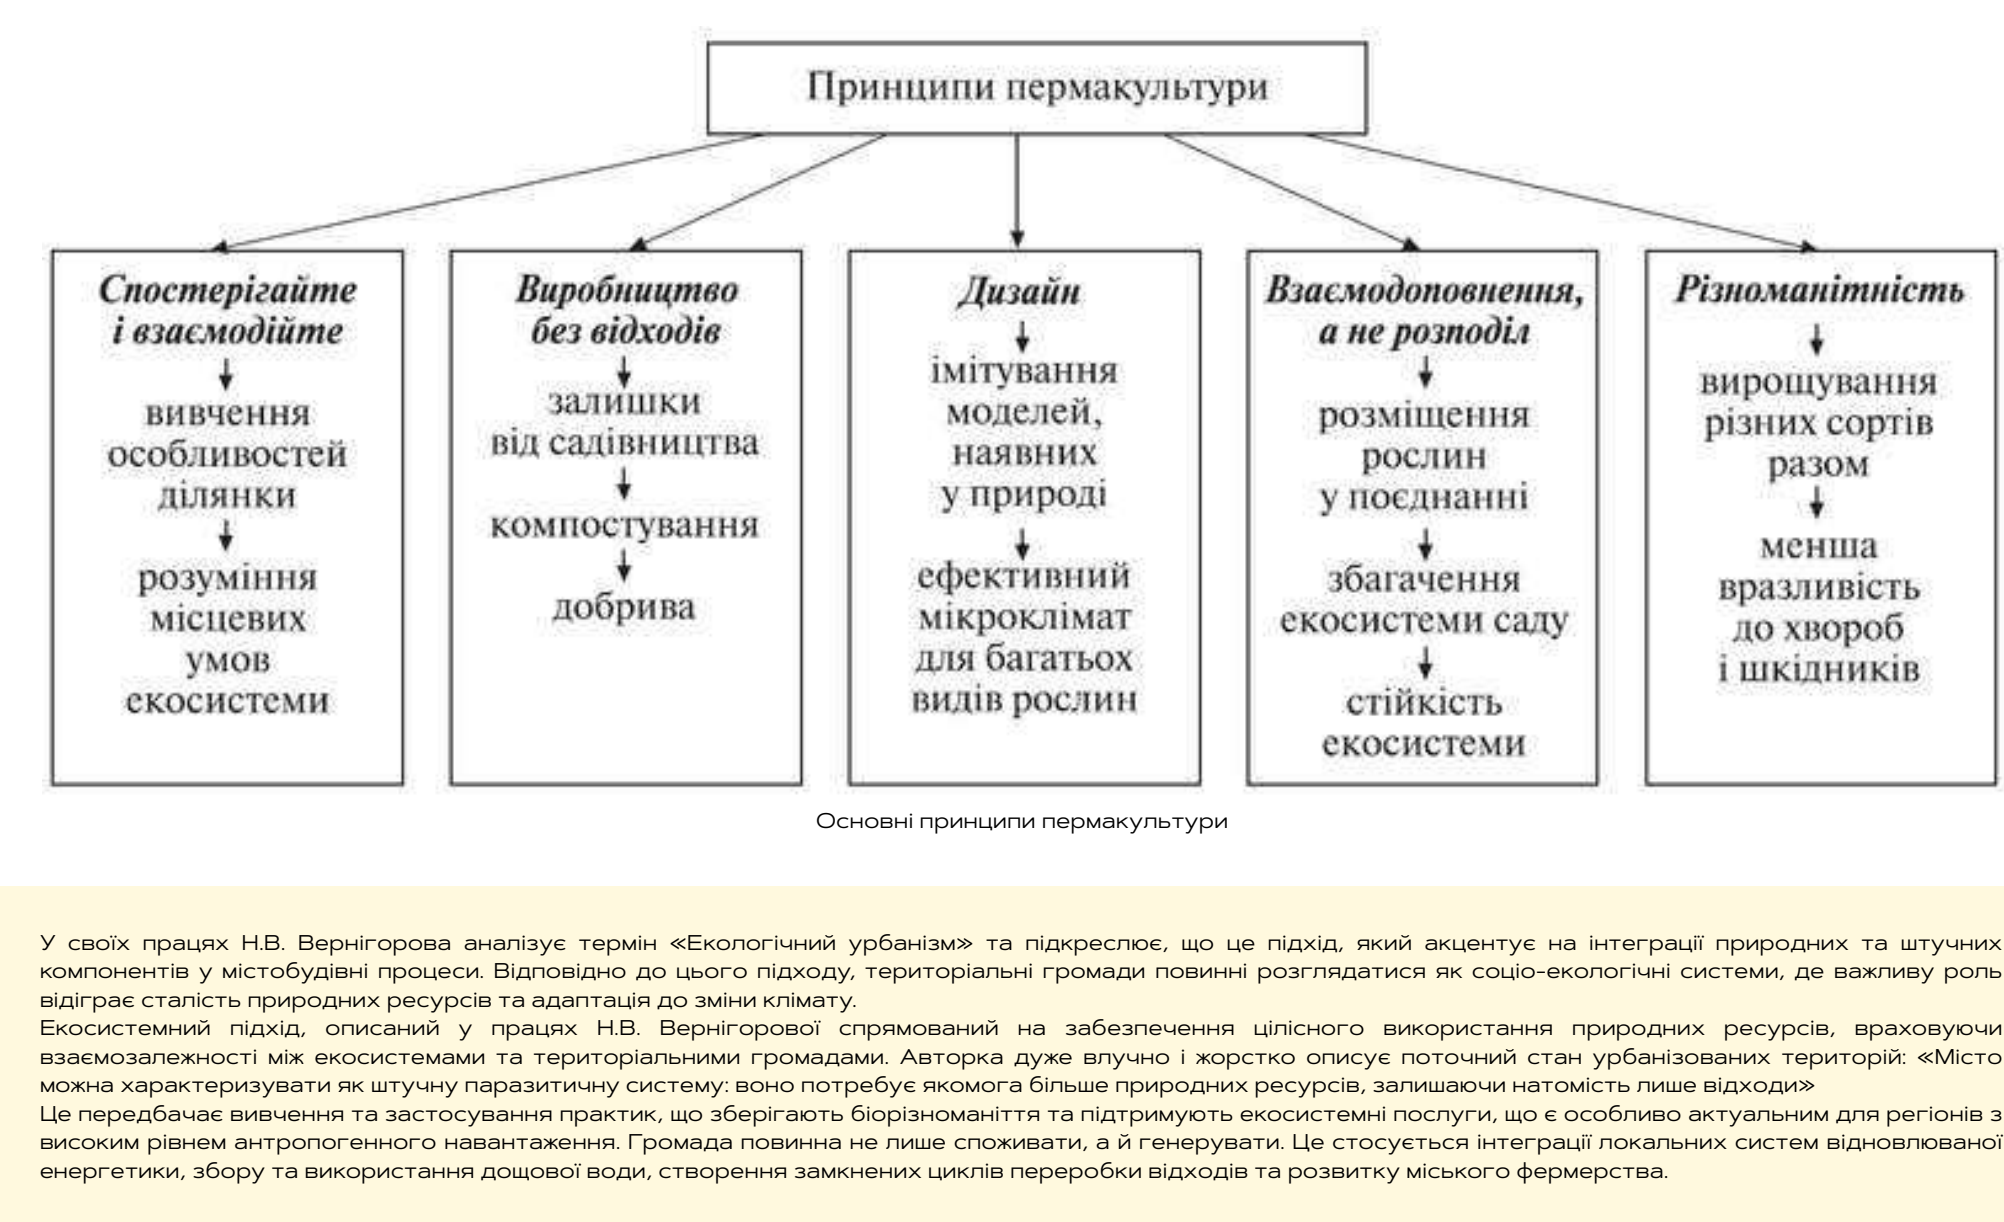 Принципи пермакультури
Спостерігайте
і взаємодійте
вивчення
особливостей
ділянки
розуміння
місцевих
умов
екосистеми
Виробництво
без відходів
залишки
від садівництва
компостування
добрива
Дизайн
імітування
моделей,
наявних
у природі
ефективний
мікроклімат
для багатьох
видів рослин
Взаємодоповнення,
а не розподіл
розміщення
рослин
у поєднанні
збагачення
екосистеми саду
стійкість
екосистеми
Різноманітність
вирощування
різних сортів
разом
менша
вразливість
до хвороб
і шкідників
Основні принципи пермакультури
У своїх працях Н.В. Вернігорова аналізує термін «Екологічний урбанізм» та підкреслює, що це підхід, який акцентує на інтеграції природних та штучних
компонентів у містобудівні процеси. Відповідно до цього підходу, територіальні громади повинні розглядатися як соціо-екологічні системи, де важливу роль
відіграє сталість природних ресурсів та адаптація до зміни клімату.
Екосистемний підхід, описаний у працях Н.В. Вернігорової спрямований на забезпечення цілісного використання природних ресурсів, враховуючи
взаємозалежності між екосистемами та територіальними громадами. Авторка дуже влучно і жорстко описує поточний стан урбанізованих територій: «Місто
можна характеризувати як штучну паразитичну систему: воно потребує якомога більше природних ресурсів, залишаючи натомість лише відходи»
Це передбачає вивчення та застосування практик, що зберігають біорізноманіття та підтримують екосистемні послуги, що є особливо актуальним для регіонів з
високим рівнем антропогенного навантаження. Громада повинна не лише споживати, а й генерувати. Це стосується інтеграції локальних систем відновлюваної
енергетики, збору та використання дощової води, створення замкнених циклів переробки відходів та розвитку міського фермерства.